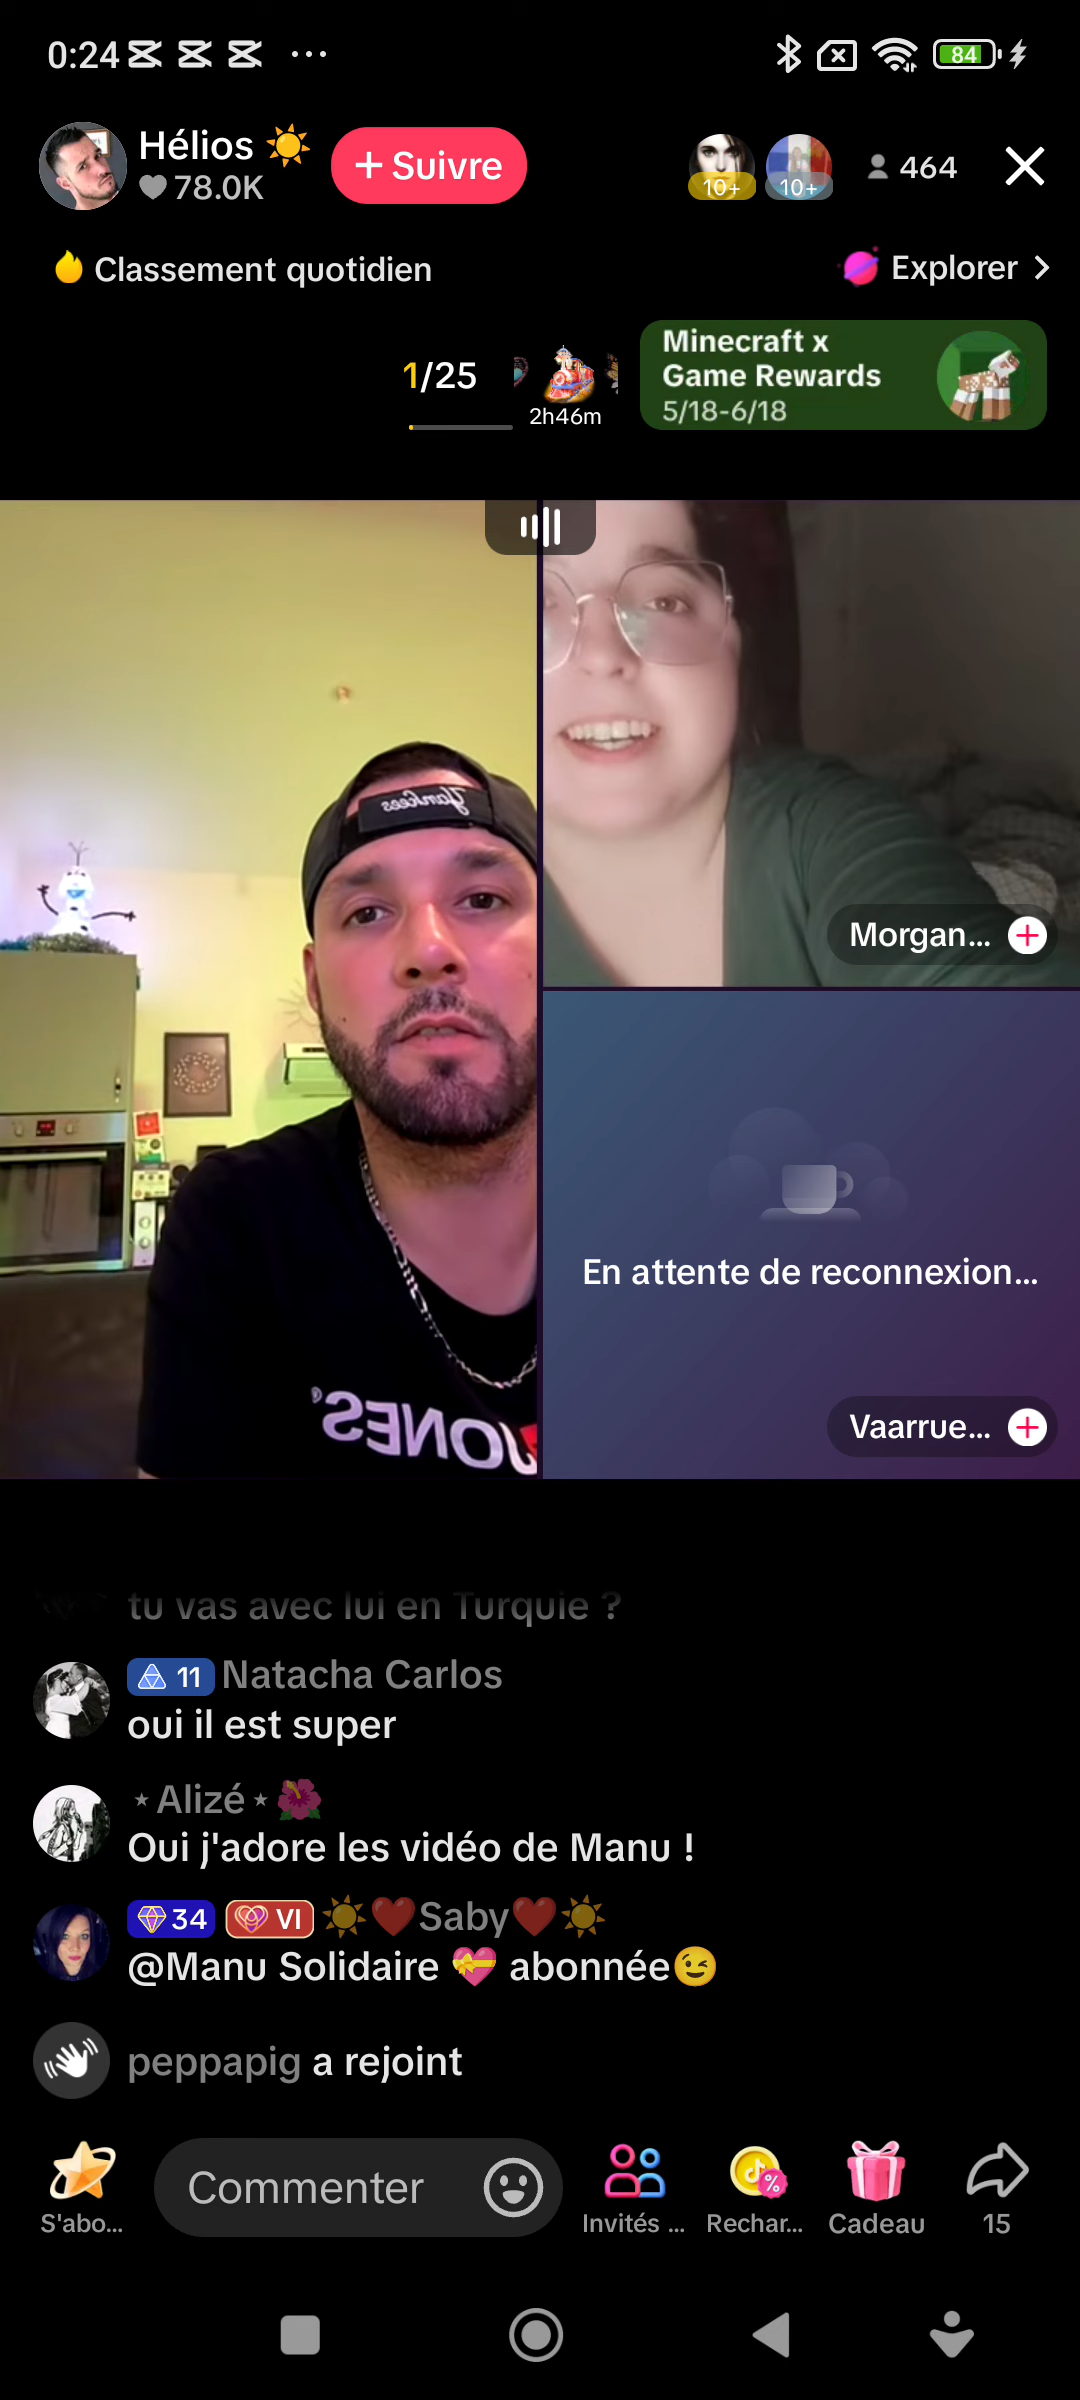 0:24
84
Hélios ☀️
78.0K
+ Suivre
10+
10+
464
Classement quotidien
Explorer >
1/25
2h46m
Minecraft x
Game Rewards
5/18-6/18
Yankees
JONES
Morgan...
En attente de reconnexion...
Vaarrue...
tu vas avec lui en Turquie ?
11 Natacha Carlos
oui il est super
⋆Alizé⋆🌺
Oui j'adore les vidéo de Manu !
34 VI ☀️❤️Saby❤️☀️
@Manu Solidaire 💝 abonnée😉
peppapig a rejoint
S'abo...
Commenter
Invités ...
Rechar...
Cadeau
15